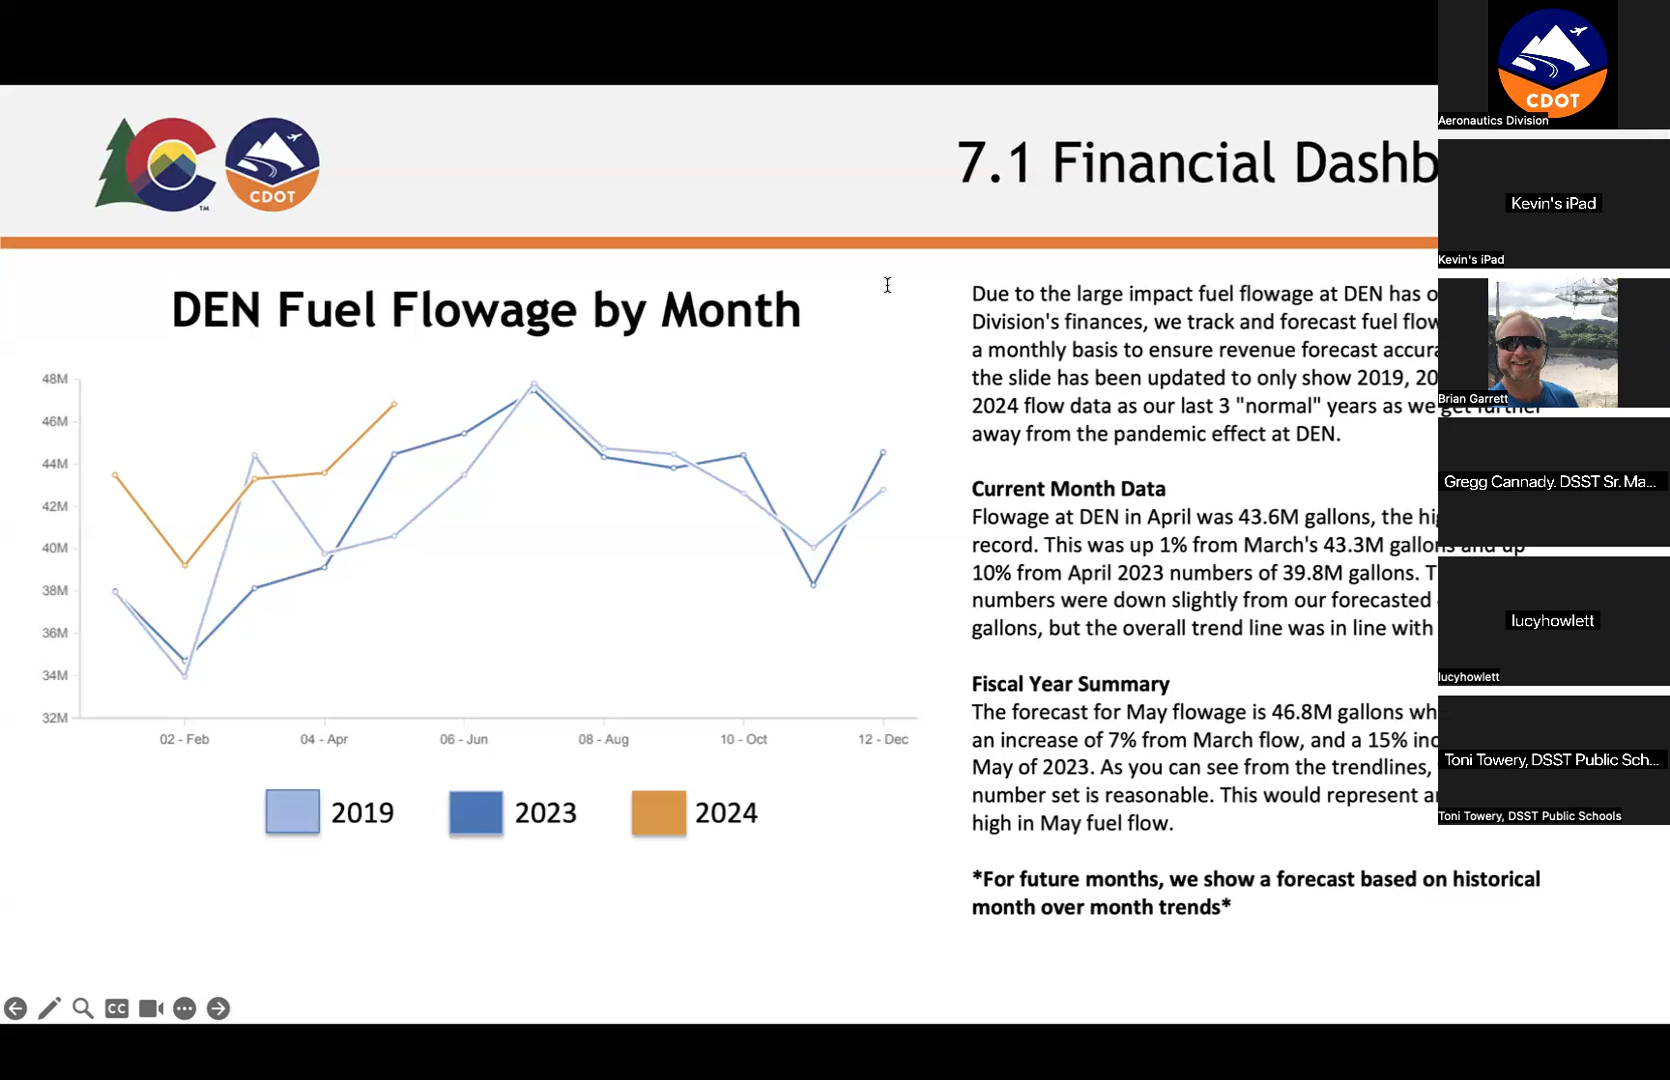 CDOT
Aeronautics Division
TM
CDOT
7.1 Financial Dashb
Kevin's iPad
Kevin's iPad
DEN Fuel Flowage by Month
48M
46M
44M
42M
40M
38M
36M
34M
32M
02 - Feb
04 - Apr
06 - Jun
08 - Aug
10 - Oct
12 - Dec
2019
2023
2024
Due to the large impact fuel flowage at DEN has o
Division's finances, we track and forecast fuel flow
a monthly basis to ensure revenue forecast accura
the slide has been updated to only show 2019, 20
2024 flow data as our last 3 "normal" years as we get further
away from the pandemic effect at DEN.
Current Month Data
Flowage at DEN in April was 43.6M gallons, the hi
record. This was up 1% from March's 43.3M gallons and up
10% from April 2023 numbers of 39.8M gallons. T
numbers were down slightly from our forecasted
gallons, but the overall trend line was in line with
Fiscal Year Summary
The forecast for May flowage is 46.8M gallons wh
an increase of 7% from March flow, and a 15% inc
May of 2023. As you can see from the trendlines,
number set is reasonable. This would represent a
high in May fuel flow.
*For future months, we show a forecast based on historical
month over month trends*
Brian Garrett
Gregg Cannady. DSST Sr. Ma...
lucyhowlett
lucyhowlett
Toni Towery, DSST Public Sch...
Toni Towery, DSST Public Schools
CC